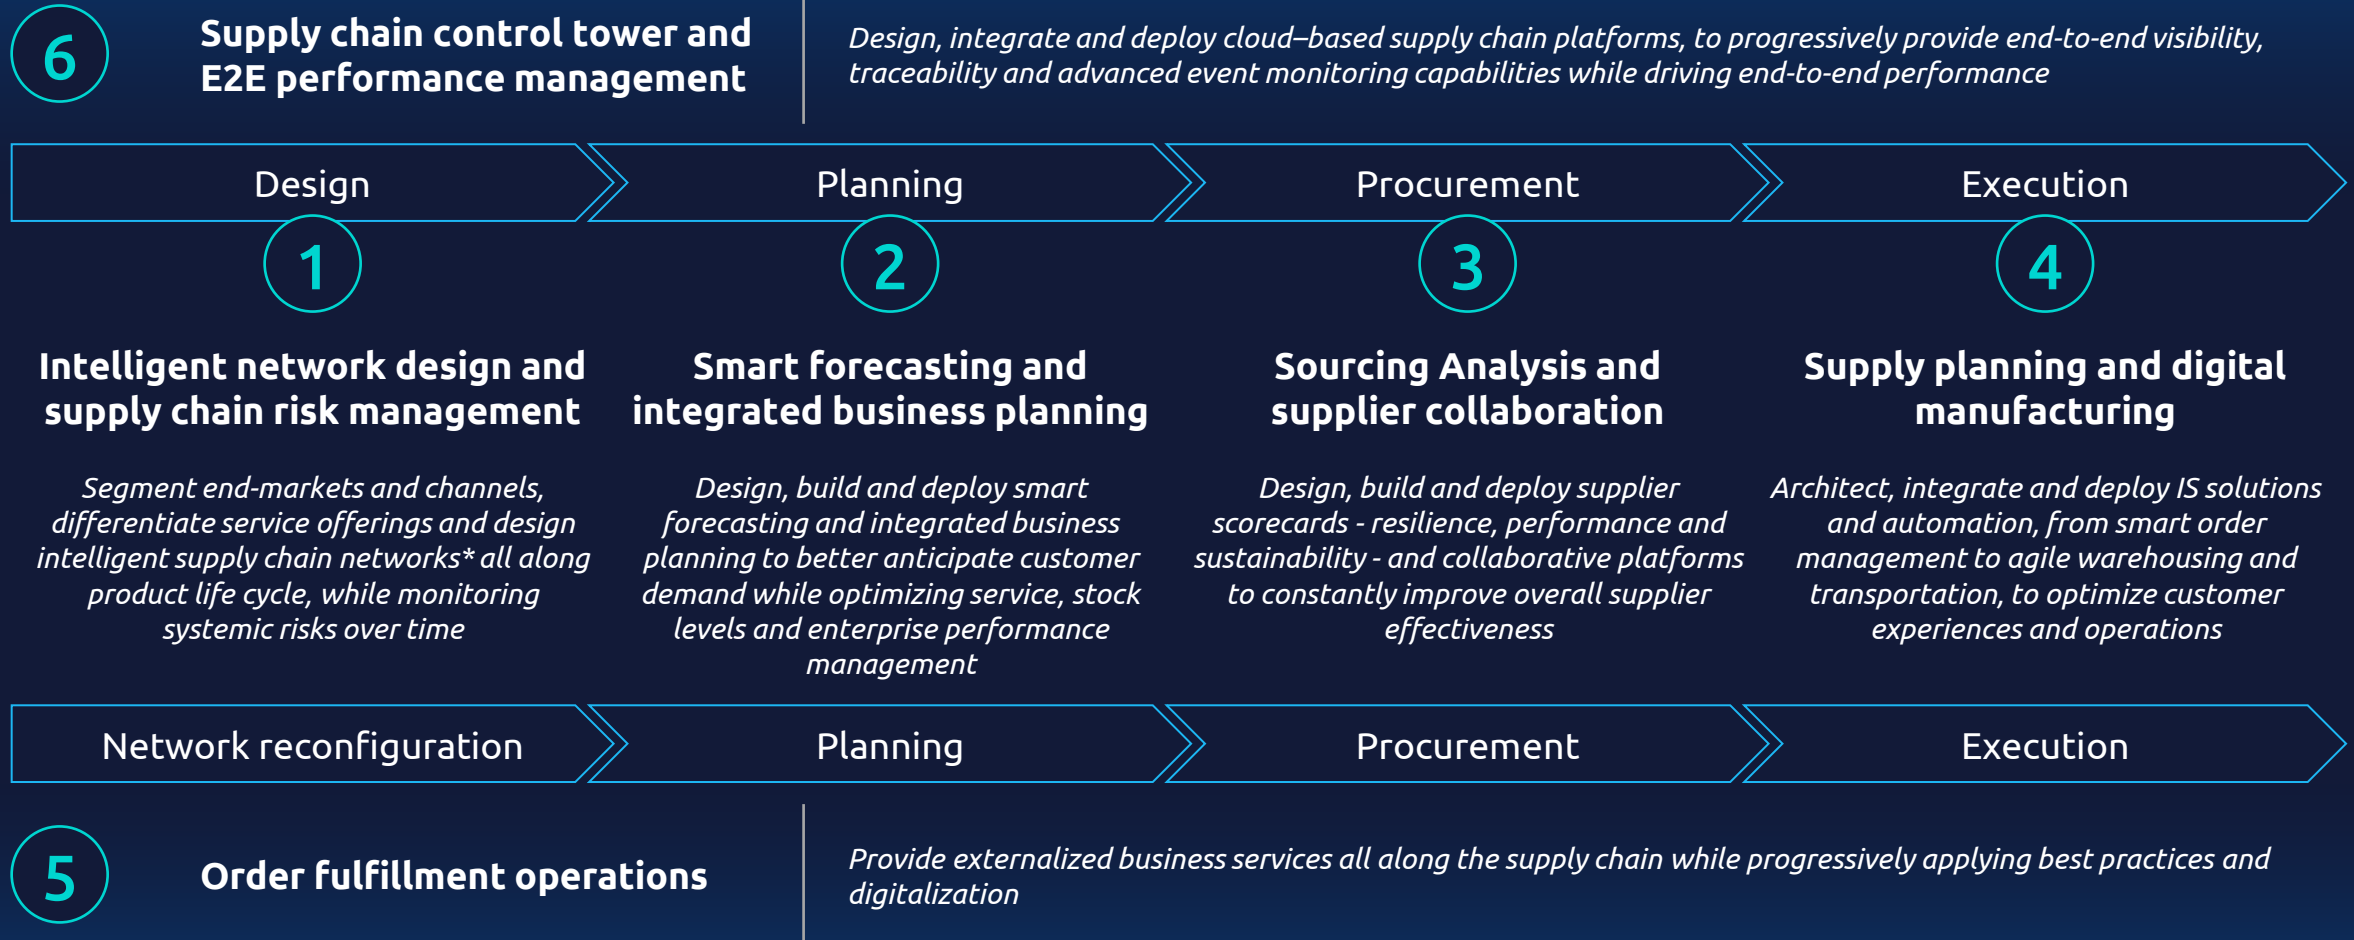 6
Supply chain control tower and
E2E performance management
Design, integrate and deploy cloud–based supply chain platforms, to progressively provide end-to-end visibility,
traceability and advanced event monitoring capabilities while driving end-to-end performance
Design
Planning
Procurement
Execution
1
2
3
4
Intelligent network design and
supply chain risk management
Segment end-markets and channels,
differentiate service offerings and design
intelligent supply chain networks* all along
product life cycle, while monitoring
systemic risks over time
Smart forecasting and
integrated business planning
Design, build and deploy smart
forecasting and integrated business
planning to better anticipate customer
demand while optimizing service, stock
levels and enterprise performance
management
Sourcing Analysis and
supplier collaboration
Design, build and deploy supplier
scorecards - resilience, performance and
sustainability - and collaborative platforms
to constantly improve overall supplier
effectiveness
Supply planning and digital
manufacturing
Architect, integrate and deploy IS solutions
and automation, from smart order
management to agile warehousing and
transportation, to optimize customer
experiences and operations
Network reconfiguration
Planning
Procurement
Execution
5
Order fulfillment operations
Provide externalized business services all along the supply chain while progressively applying best practices and
digitalization